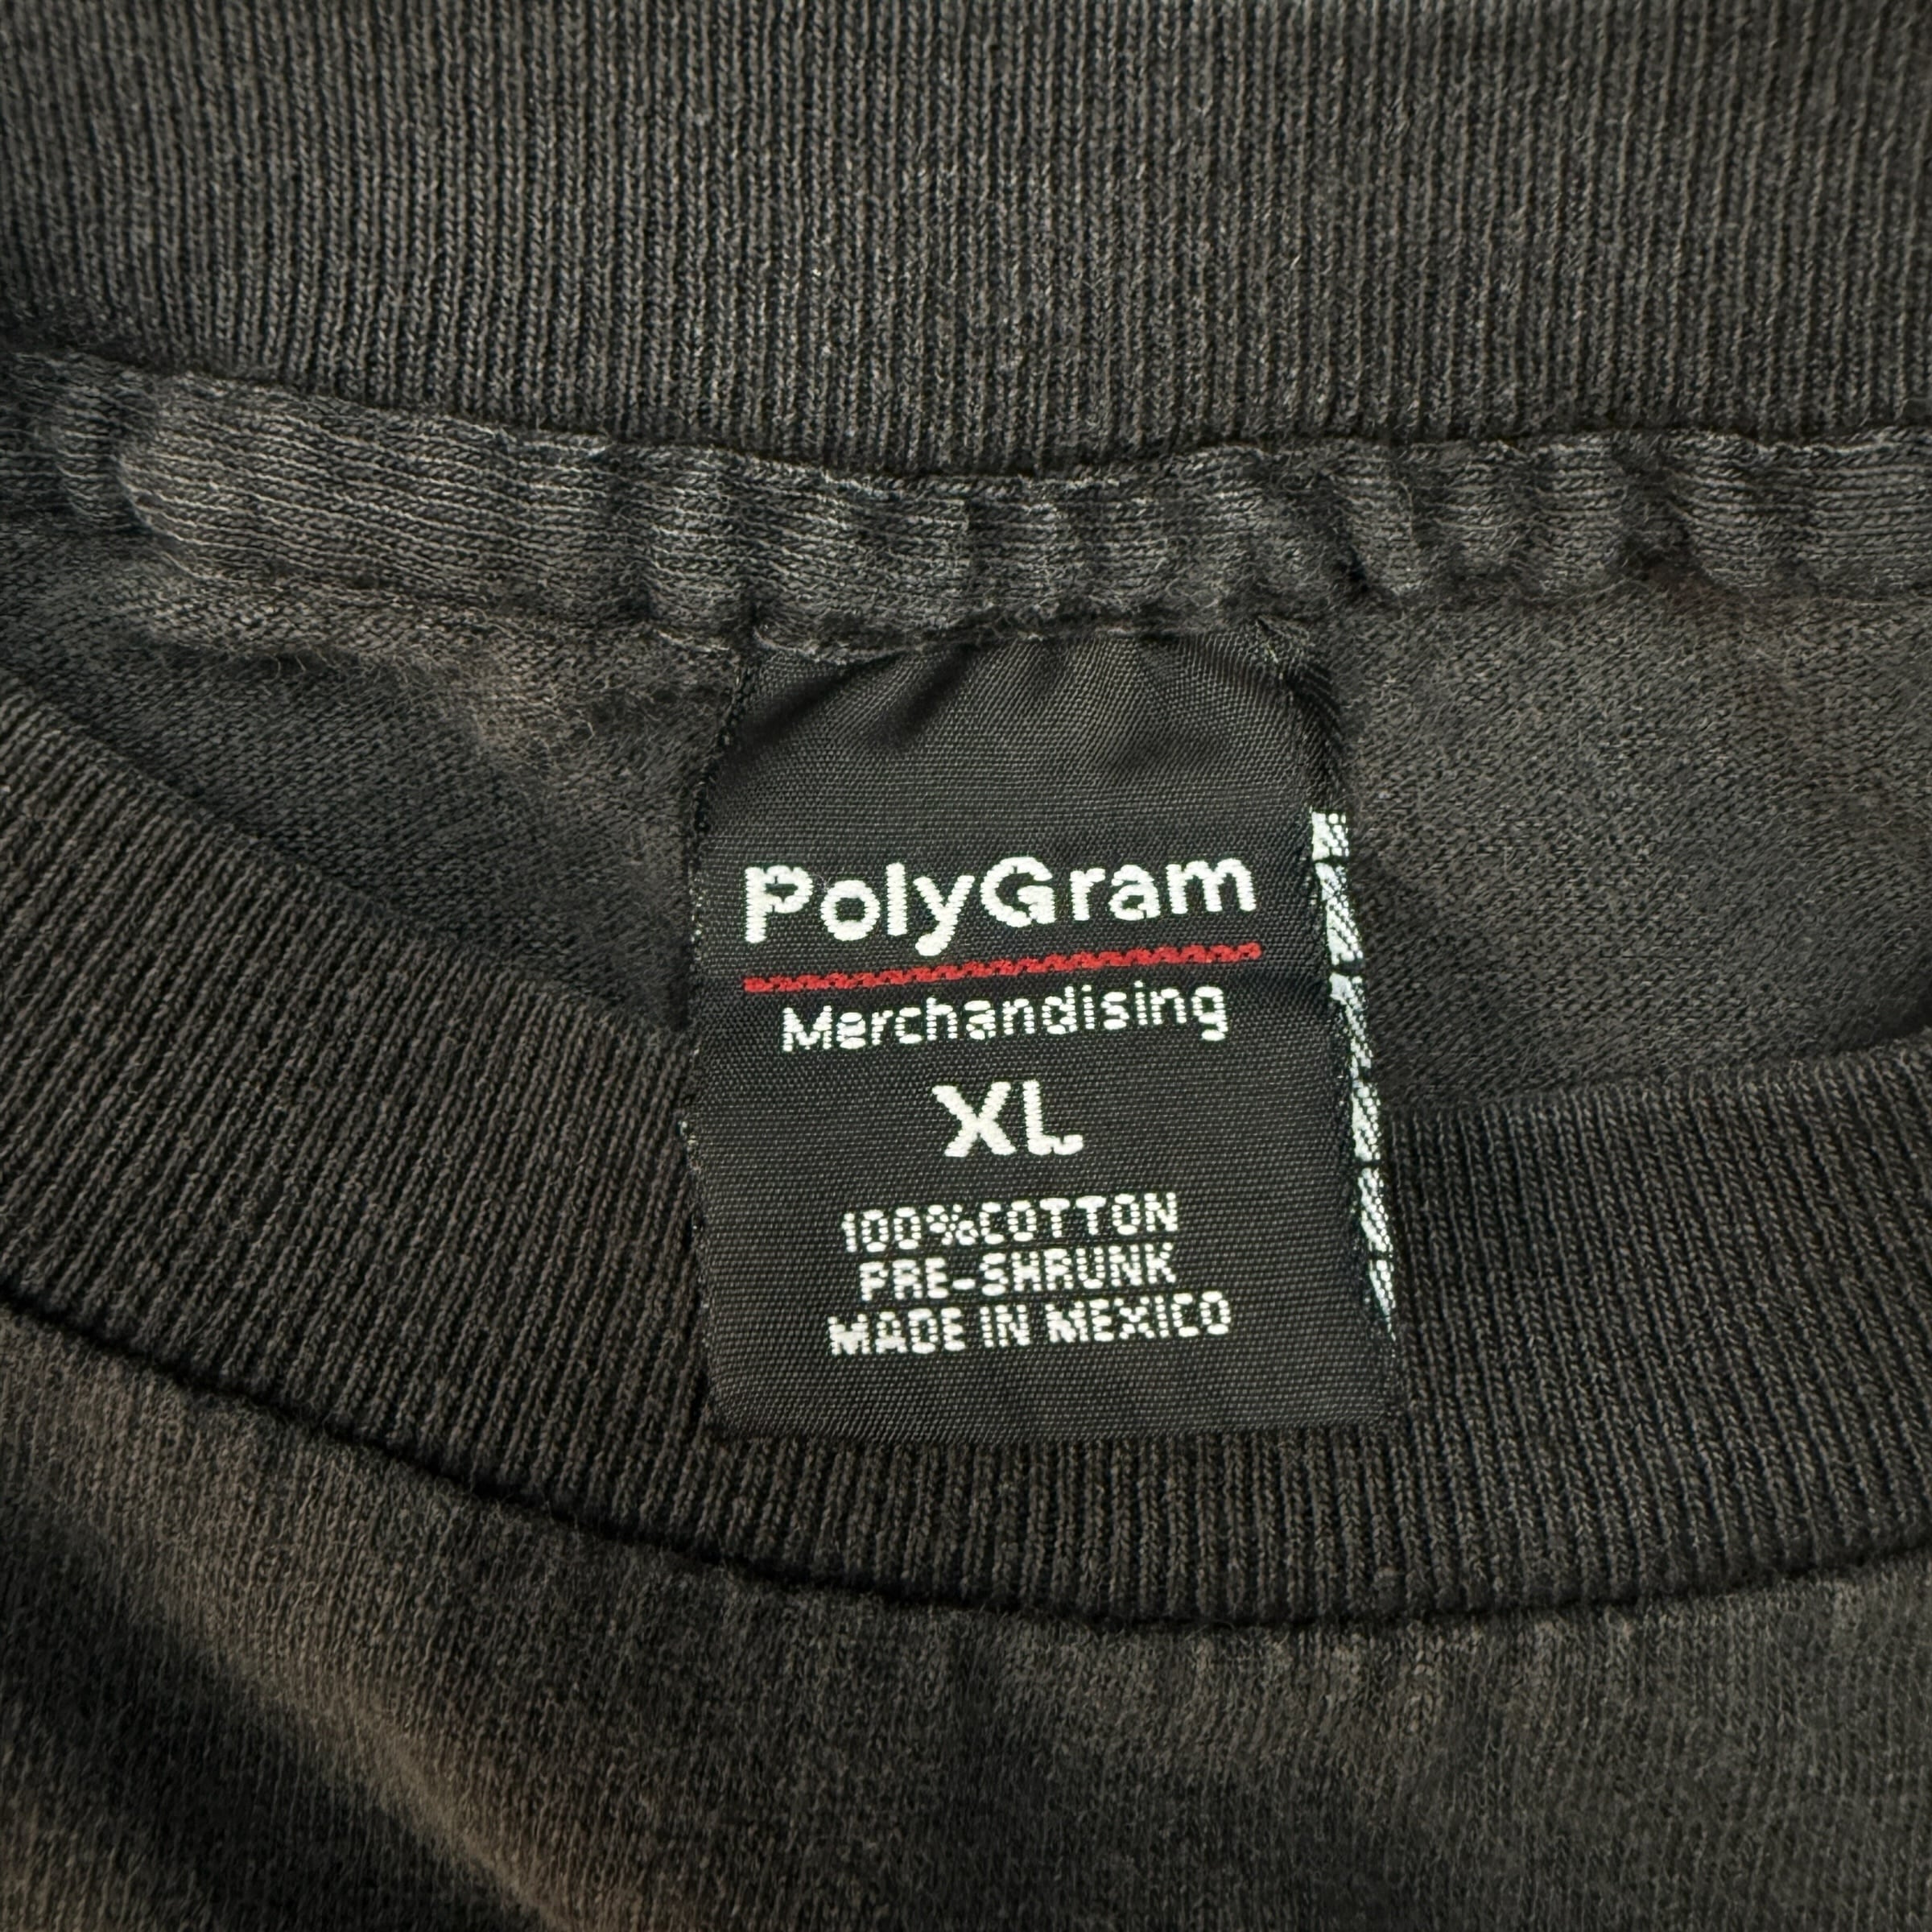 PolyGram
Merchandising
XL
100%COTTON
PRE-SHRUNK
MADE IN MEXICO